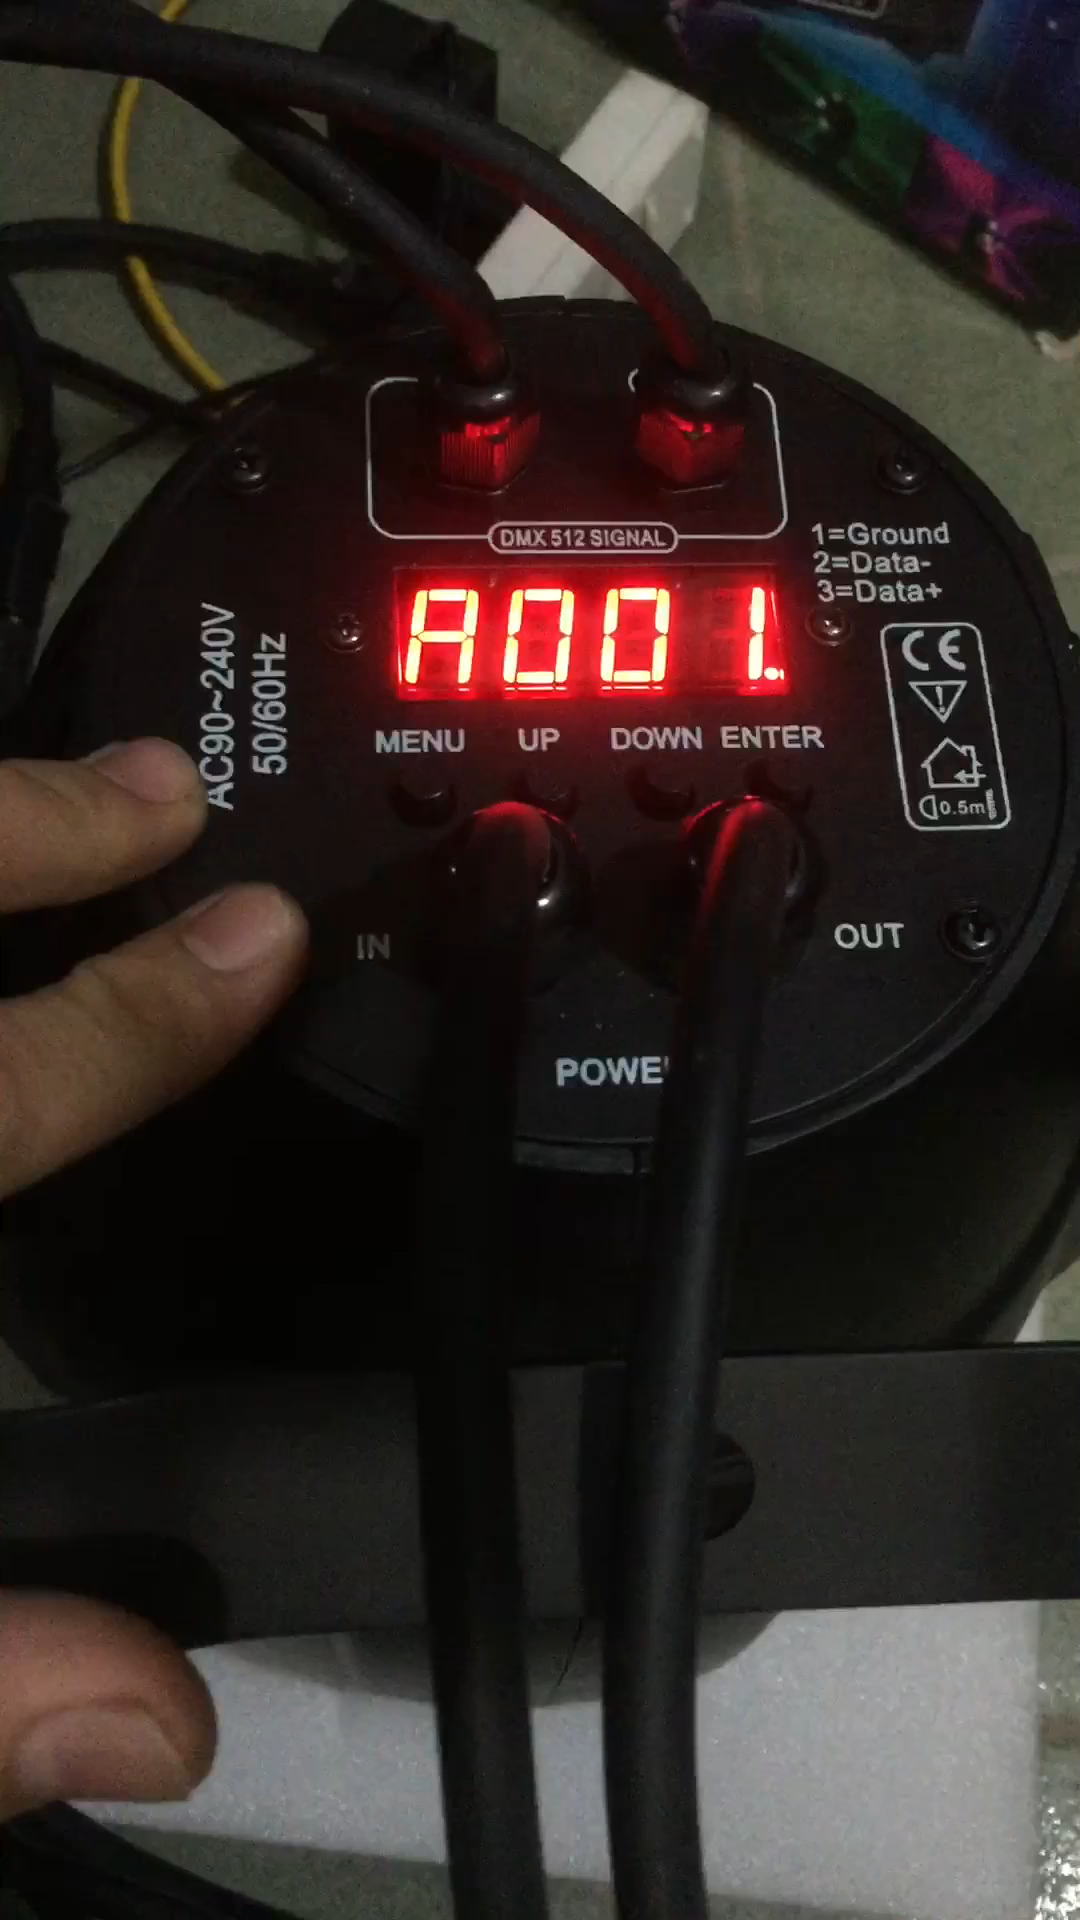 DMX 512 SIGNAL
1=Ground
2=Data-
3=Data+
A001.
AC90~240V
50/60Hz
MENU UP DOWN ENTER
CE
0.5m
IN
OUT
POWE